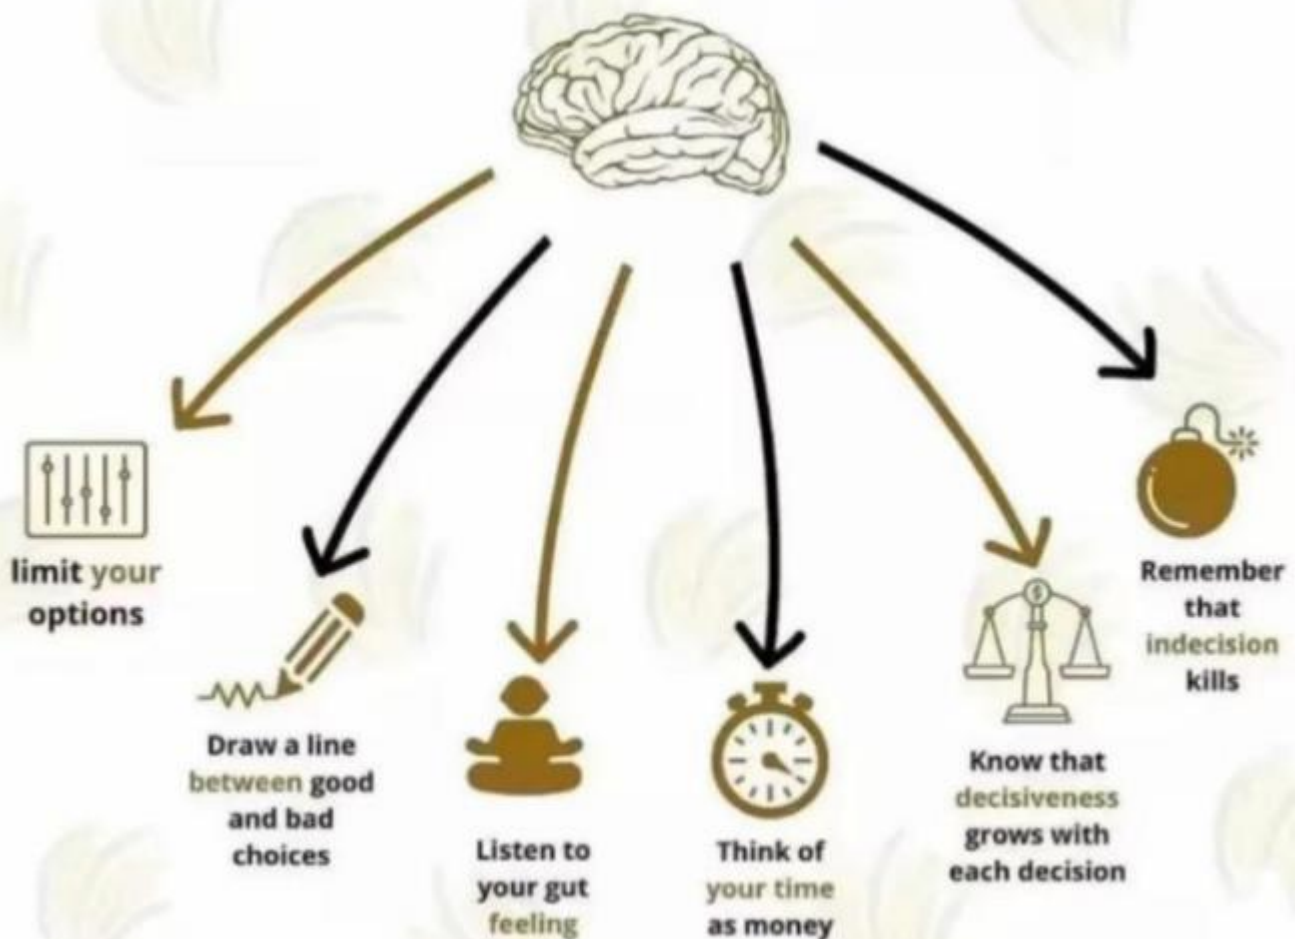 limit your
options
Draw a line
between good
and bad
choices
Listen to
your gut
feeling
Think of
your time
as money
$
Know that
decisiveness
grows with
each decision
Remember
that
indecision
kills